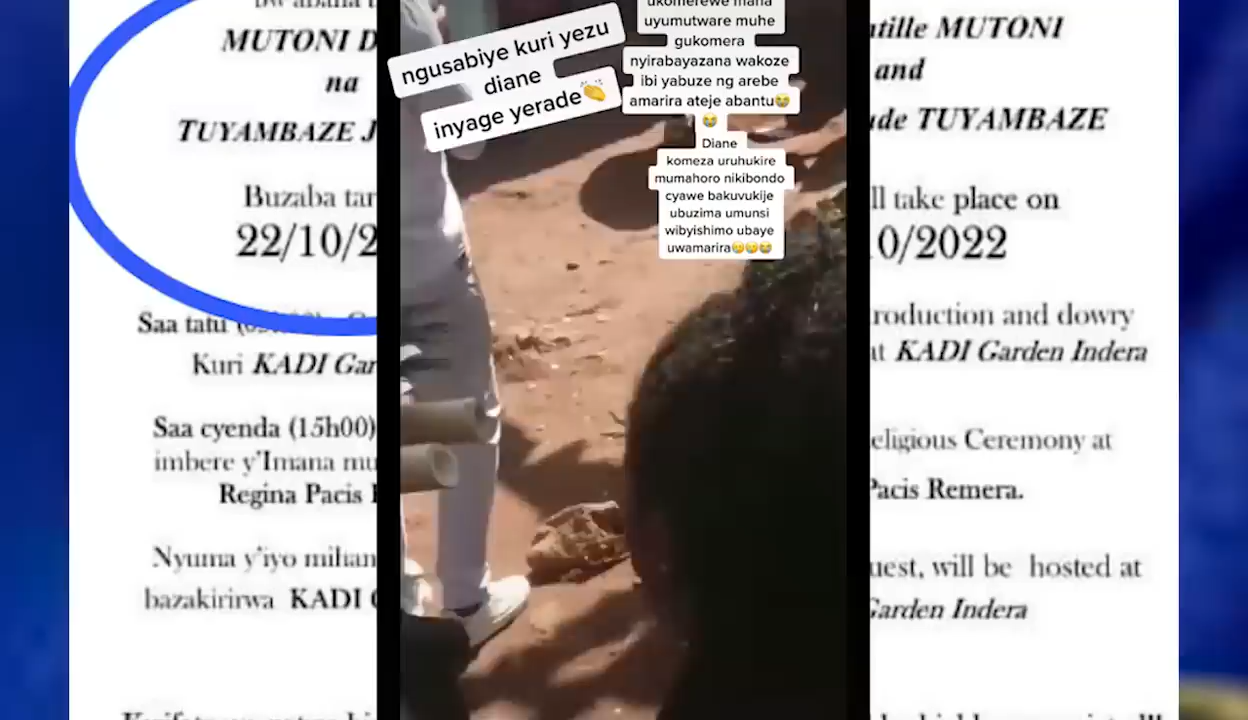 MUTONI D
na
TUYAMBAZE J
Buzaba tar
22/10/2
Saa tatu
Kuri KADI Gar
Saa cyenda (15h00)
imbere y'Imana mu
Regina Pacis
Nyuma y'iyo mihan
bazakirirwa KADI
ngusabiye kuri yezu
diane
inyage yerade👏
ukomerewe mana
uyumutware muhe
gukomera
nyirabayazana wakoze
ibi yabuze ng arebe
amarira ateje abantu😭
😭
Diane
komeza uruhukire
mumahoro nikibondo
cyawe bakuvukije
ubuzima umunsi
wibyishimo ubaye
uwamarira🥲🥲😭
ntille MUTONI
and
ude TUYAMBAZE
ll take place on
0/2022
roduction and dowry
at KADI Garden Indera
eligious Ceremony at
Pacis Remera.
uest, will be hosted at
Garden Indera